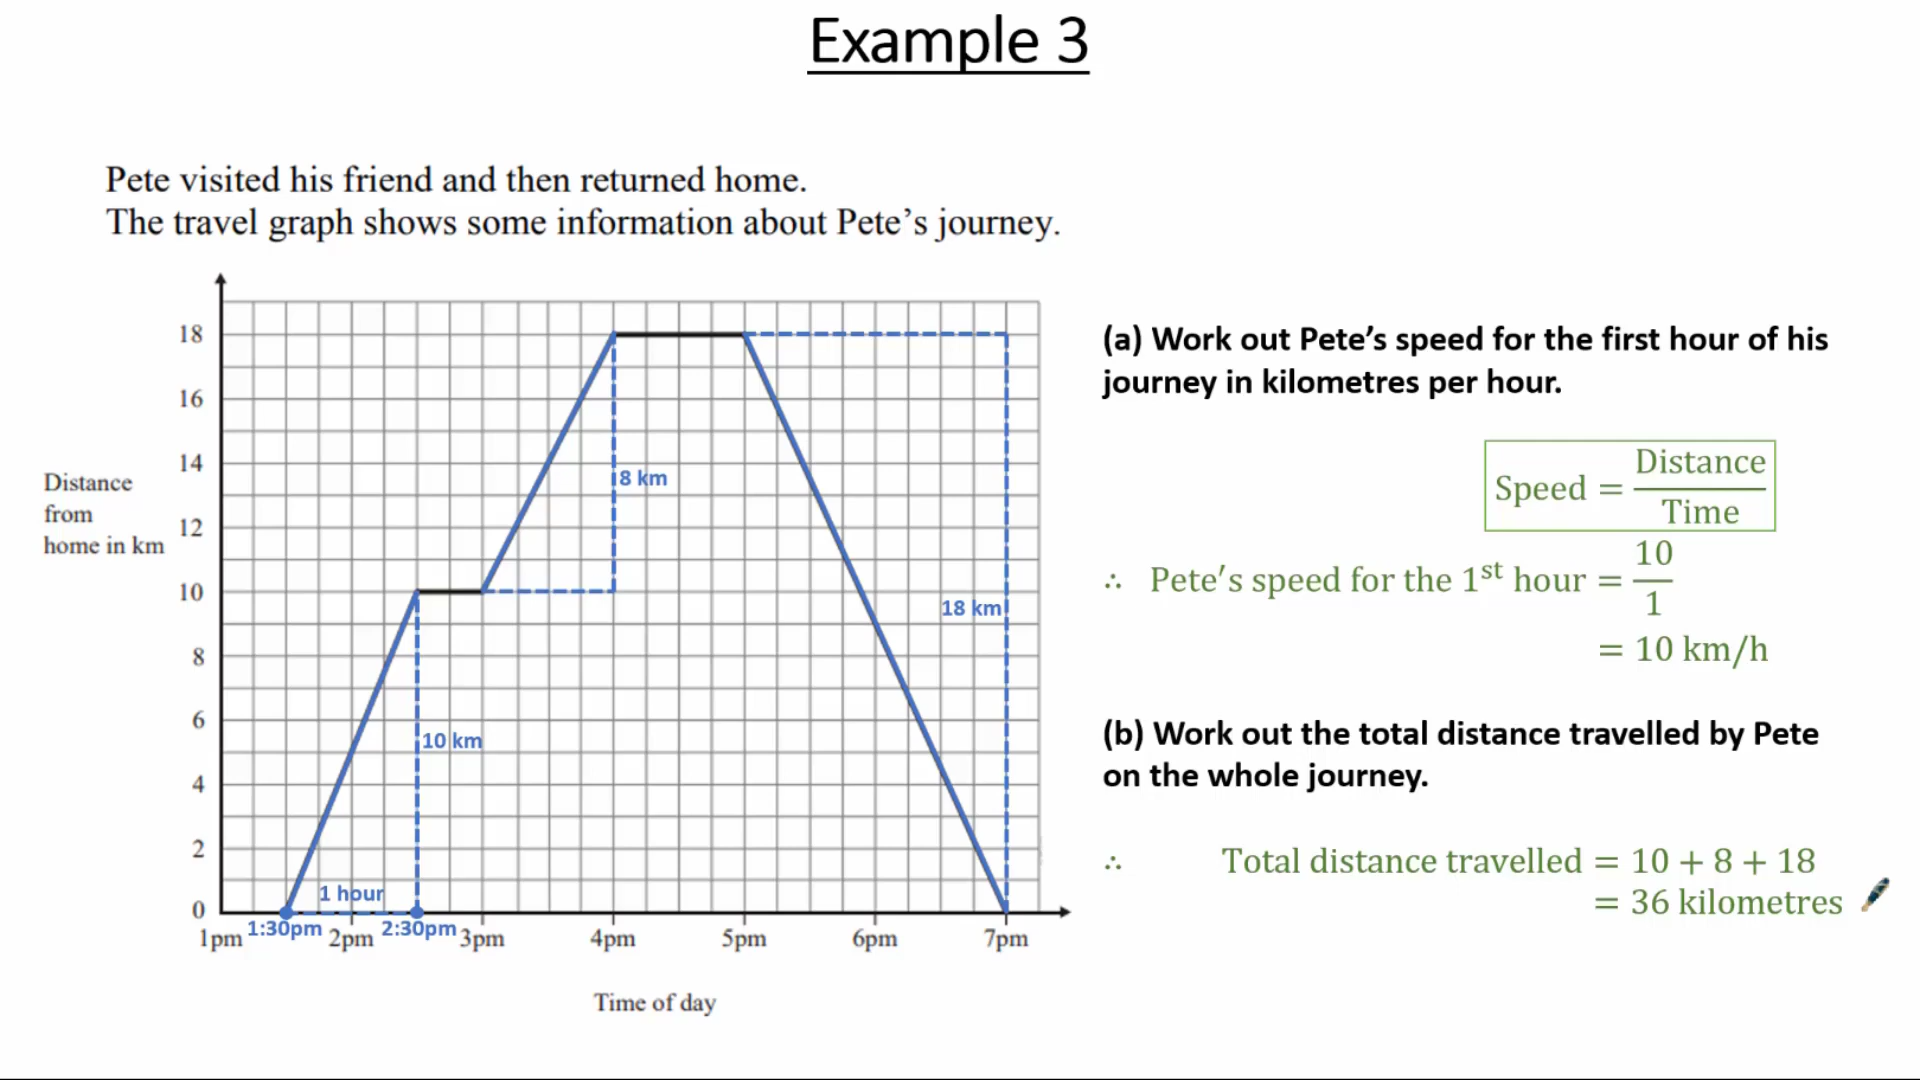 Example 3
Pete visited his friend and then returned home.
The travel graph shows some information about Pete's journey.
18
16
14
12
10
8
6
4
2
0
Distance
from
home in km
8 km
18 km
10 km
1 hour
1pm 1:30pm 2pm 2:30pm 3pm 4pm 5pm 6pm 7pm
Time of day
(a) Work out Pete's speed for the first hour of his
journey in kilometres per hour.
Speed = Distance / Time
∴ Pete's speed for the 1st hour = 10 / 1
= 10 km/h
(b) Work out the total distance travelled by Pete
on the whole journey.
∴ Total distance travelled = 10 + 8 + 18
= 36 kilometres